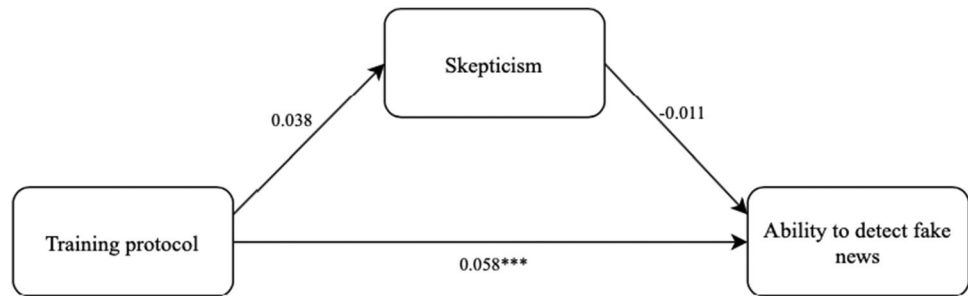 Skepticism
0.038
-0.011
Training protocol
Ability to detect fake
news
0.058***